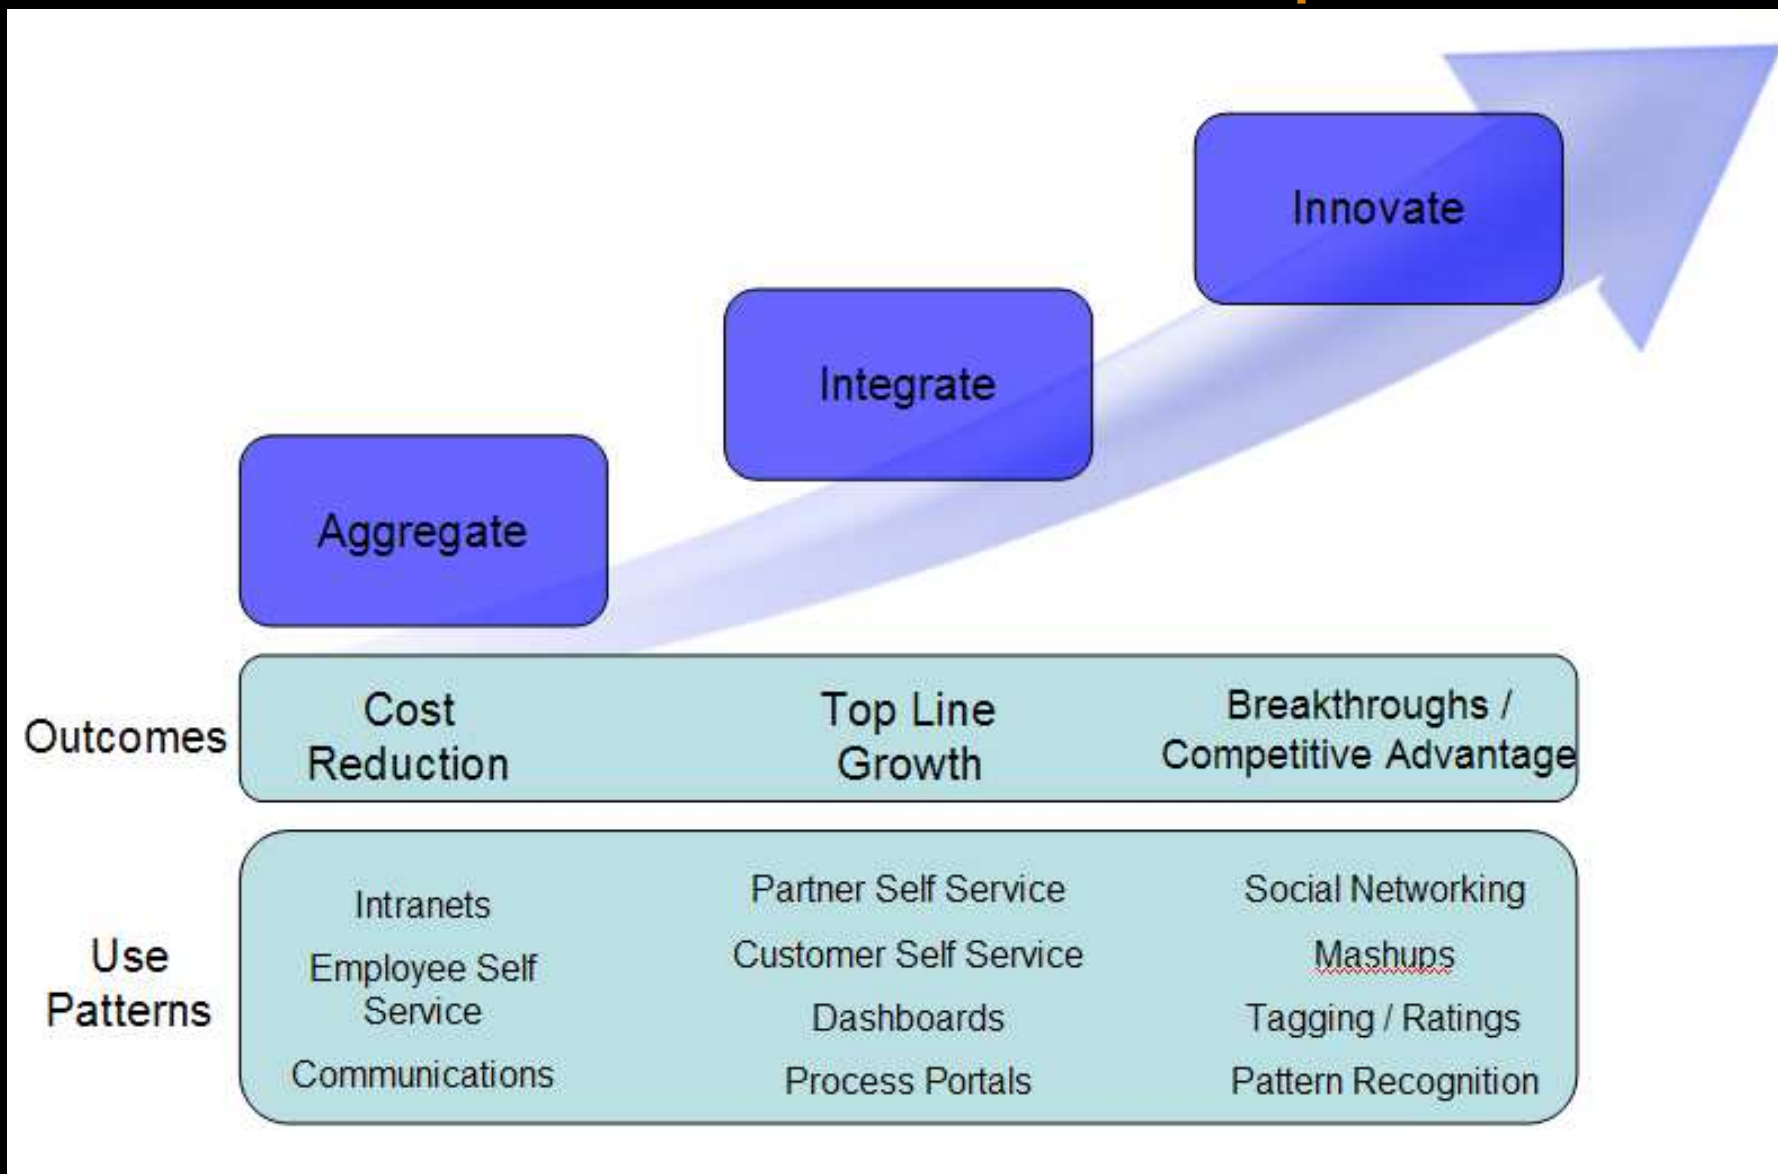 Innovate
Integrate
Aggregate
Outcomes
Cost
Reduction
Top Line
Growth
Breakthroughs /
Competitive Advantage
Use
Patterns
Intranets
Employee Self
Service
Communications
Partner Self Service
Customer Self Service
Dashboards
Process Portals
Social Networking
Mashups
Tagging / Ratings
Pattern Recognition